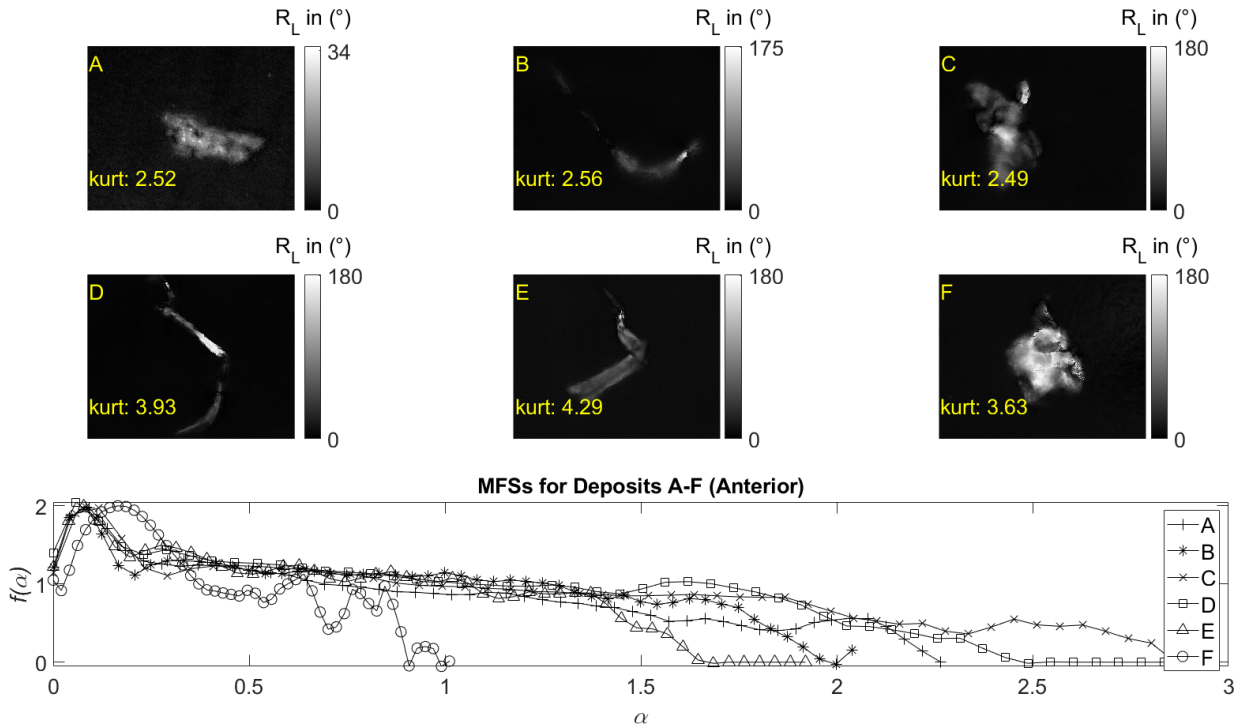 R_L in (°)
34
A
kurt: 2.52
0
R_L in (°)
175
B
kurt: 2.56
0
R_L in (°)
180
C
kurt: 2.49
0
R_L in (°)
180
D
kurt: 3.93
0
R_L in (°)
180
E
kurt: 4.29
0
R_L in (°)
180
F
kurt: 3.63
0
MFSs for Deposits A-F (Anterior)
f(α)
2
1
0
0 0.5 1 1.5 2 2.5 3
α
A
B
C
D
E
F